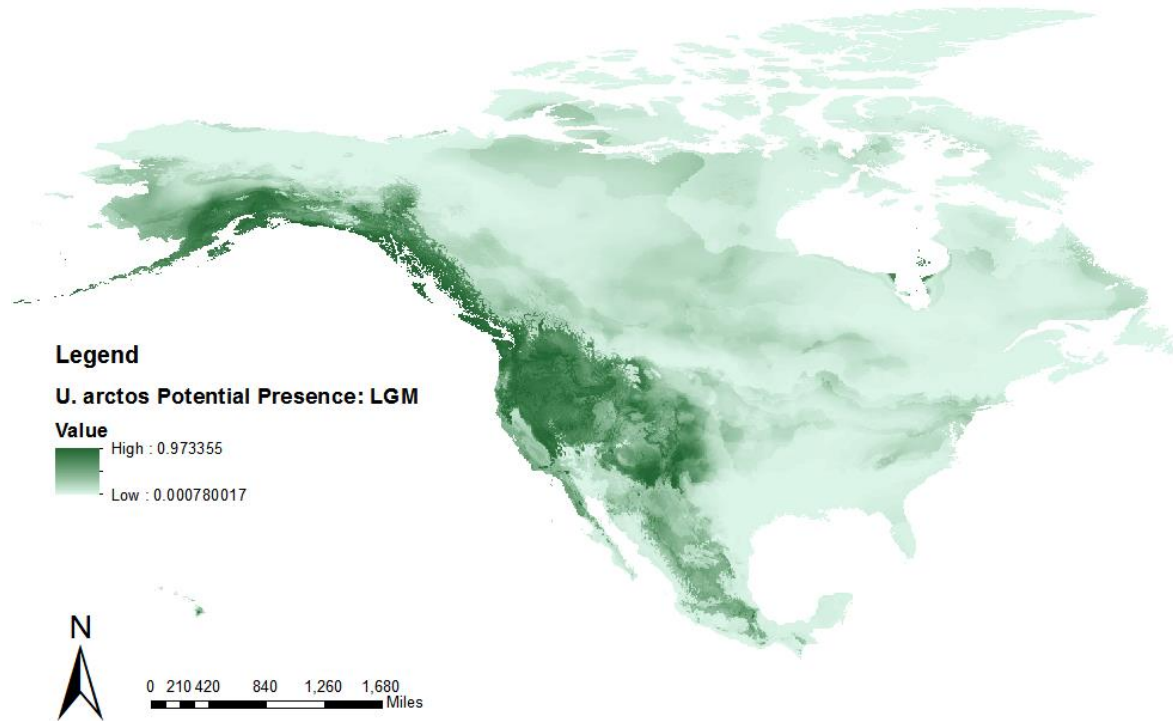 Legend
U. arctos Potential Presence: LGM
Value
High : 0.973355
Low : 0.000780017
N
0 210 420 840 1,260 1,680
Miles